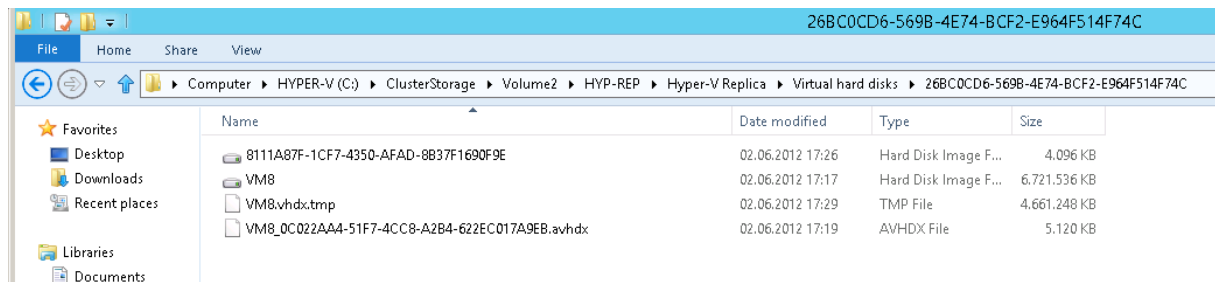 26BC0CD6-569B-4E74-BCF2-E964F514F74C
File Home Share View
Computer HYPER-V (C:) ClusterStorage Volume2 HYP-REP Hyper-V Replica Virtual hard disks 26BC0CD6-569B-4E74-BCF2-E964F514F74C
Favorites
Desktop
Downloads
Recent places
Libraries
Documents
Name Date modified Type Size
8111A87F-1CF7-4350-AFAD-8B37F1690F9E 02.06.2012 17:26 Hard Disk Image F... 4.096 KB
VM8 02.06.2012 17:17 Hard Disk Image F... 6.721.536 KB
VM8.vhdx.tmp 02.06.2012 17:29 TMP File 4.661.248 KB
VM8_0C022AA4-51F7-4CC8-A2B4-622EC017A9EB.avhdx 02.06.2012 17:19 AVHDX File 5.120 KB